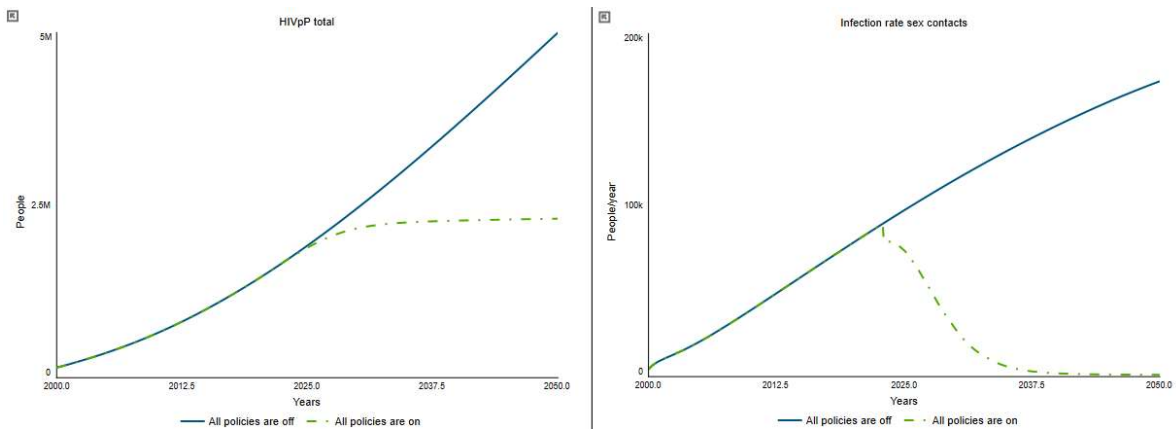 HIVpP total
5M
2.5M
0
People
2000.0 2012.5 2025.0 2037.5 2050.0
Years
All policies are off All policies are on
Infection rate sex contacts
200k
100k
0
People/year
2000.0 2012.5 2025.0 2037.5 2050.0
Years
All policies are off All policies are on